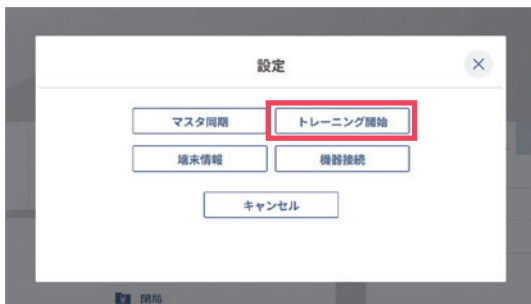 設定
マスタ同期 トレーニング開始
端末情報 機器接続
キャンセル
閉局